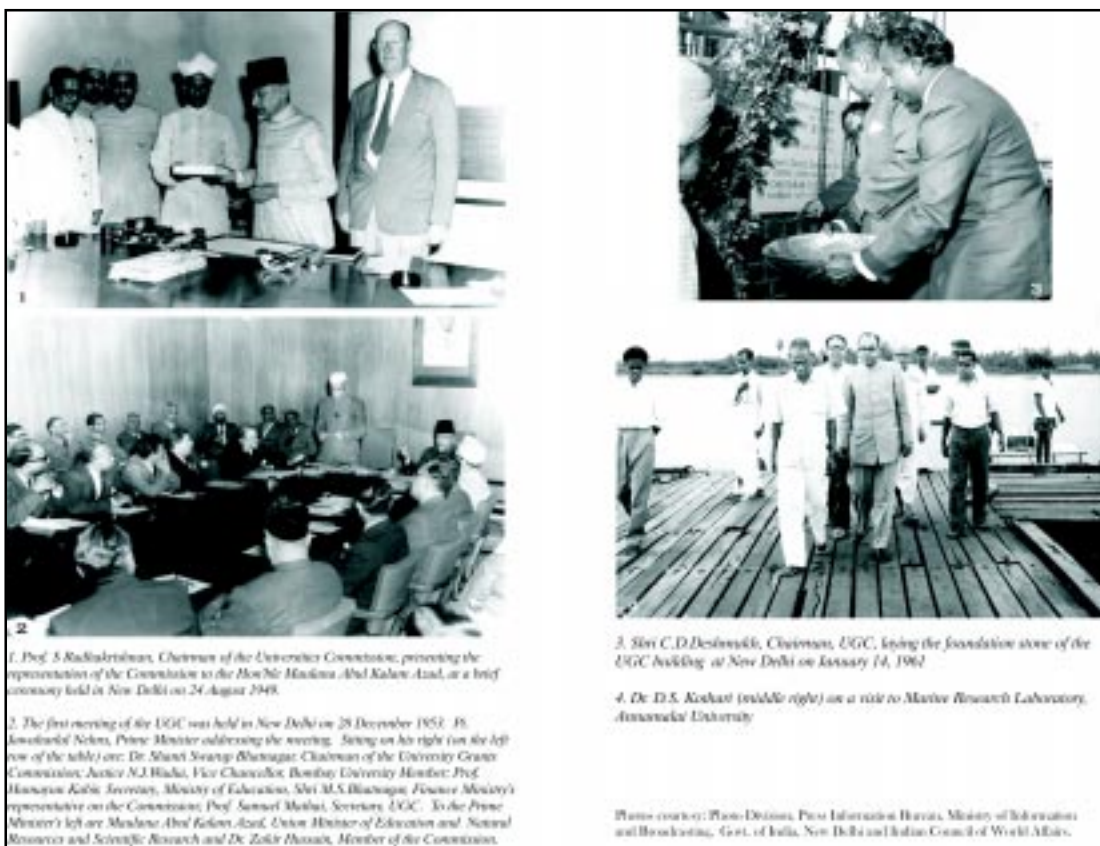 1
2
3
1. Prof. S Radhakrishnan, Chairman of the Universities Commission, presenting the
representation of the Commission to the Hon'ble Maulana Abul Kalam Azad, at a brief
ceremony held in New Delhi on 24 August 1949.
2. The first meeting of the UGC was held in New Delhi on 28 December 1953. Pt.
Jawaharlal Nehru, Prime Minister addressing the meeting. Sitting on his right (on the left
row of the table) are: Dr. Shanti Swarup Bhatnagar, Chairman of the University Grants
Commission; Justice N.J.Wadia, Vice Chancellor, Bombay University Member; Prof.
Humayun Kabir, Secretary, Ministry of Education, Shri M.S.Bhatnagar, Finance Ministry's
representative on the Commission; Prof. Samuel Mathai, Secretary, UGC. To the Prime
Minister's left are Maulana Abul Kalam Azad, Union Minister of Education and Natural
Resources and Scientific Research and Dr. Zakir Hussain, Member of the Commission.
3. Shri C.D.Deshmukh, Chairman, UGC, laying the foundation stone of the
UGC building at New Delhi on January 14, 1961
4. Dr. D.S. Kothari (middle right) on a visit to Marine Research Laboratory,
Annamalai University
Photos courtesy: Photo Division, Press Information Bureau, Ministry of Information
and Broadcasting, Govt. of India, New Delhi and Indian Council of World Affairs.